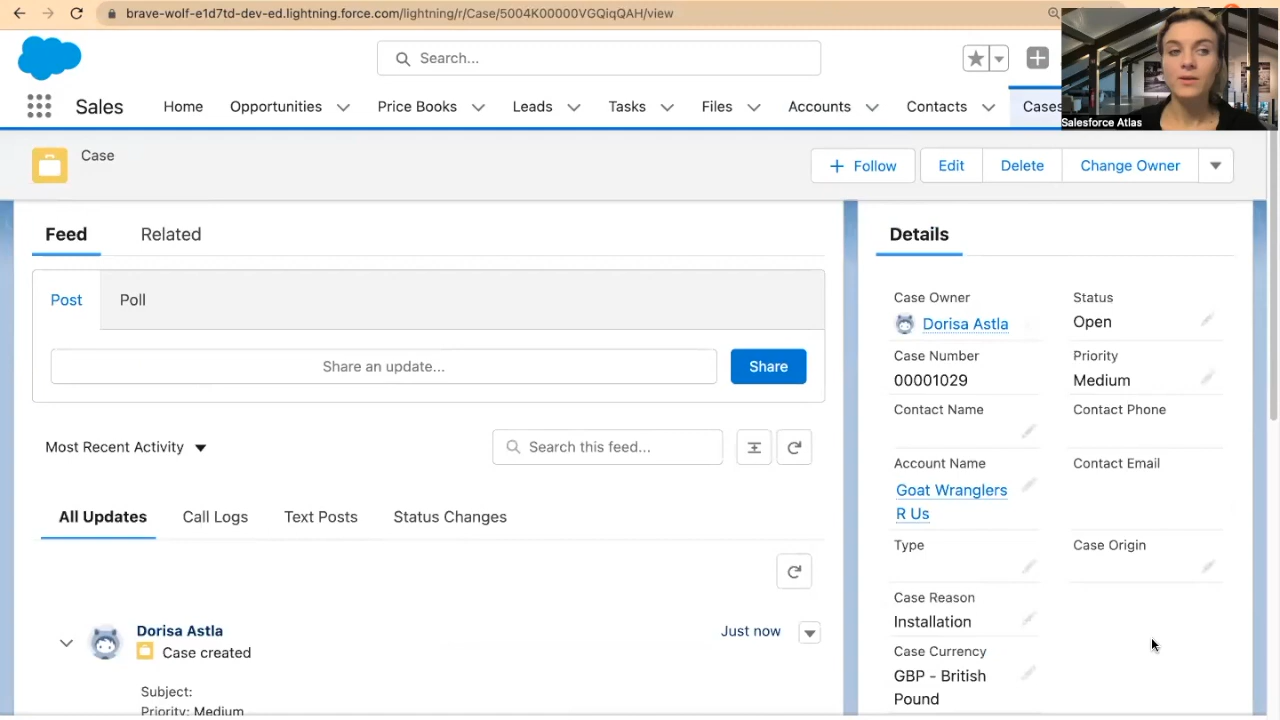 brave-wolf-e1d7td-dev-ed.lightning.force.com/lightning/r/Case/5004K00000VGQiqQAH/view
Search...
Salesforce Atlas
Sales
Home
Opportunities
Price Books
Leads
Tasks
Files
Accounts
Contacts
Cases
Case
Follow
Edit
Delete
Change Owner
Feed
Related
Post
Poll
Share an update...
Share
Most Recent Activity
Search this feed...
All Updates
Call Logs
Text Posts
Status Changes
Dorisa Astla
Just now
Case created
Subject:
Priority: Medium
Details
Case Owner
Dorisa Astla
Status
Open
Case Number
00001029
Priority
Medium
Contact Name
Contact Phone
Account Name
Goat Wranglers
R Us
Contact Email
Type
Case Origin
Case Reason
Installation
Case Currency
GBP - British
Pound